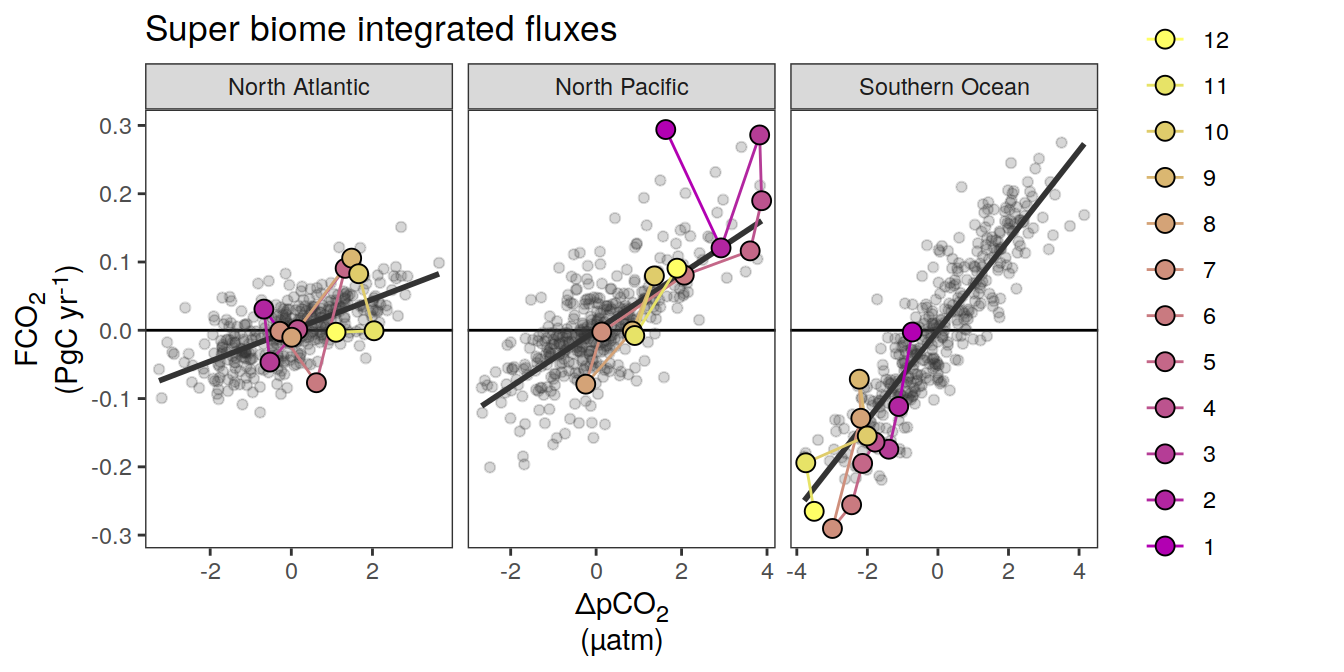 Super biome integrated fluxes
North Atlantic
North Pacific
Southern Ocean
FCO₂
(PgC yr⁻¹)
0.3
0.2
0.1
0.0
-0.1
-0.2
-0.3
-2 0 2
-2 0 2 4
-4 -2 0 2 4
ΔpCO₂
(μatm)
12
11
10
9
8
7
6
5
4
3
2
1